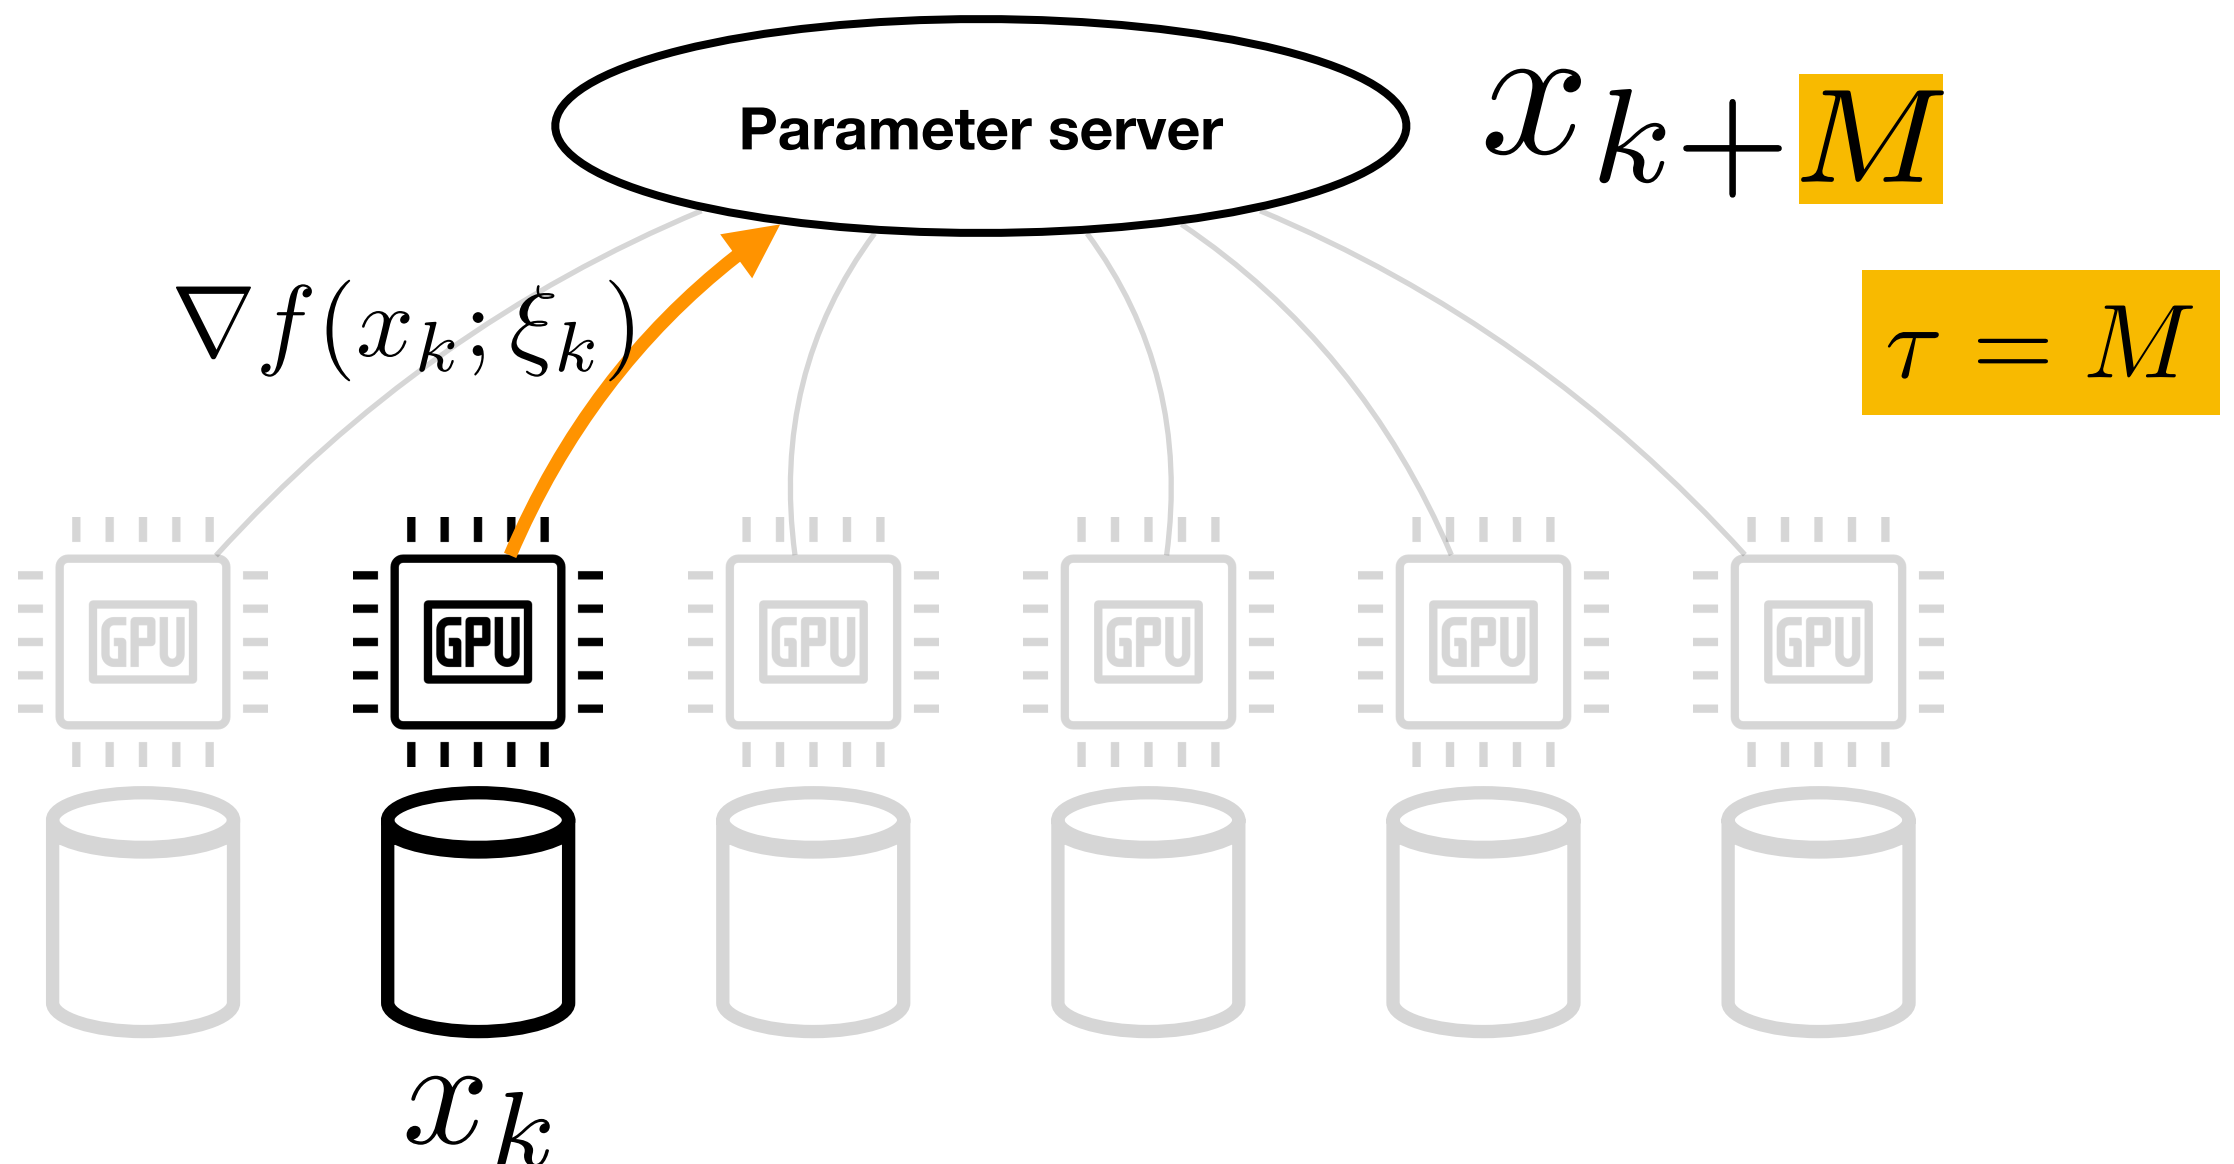 Parameter server
x_{k+M}
∇f(x_k; ξ_k)
τ = M
GPU GPU GPU GPU GPU GPU
x_k